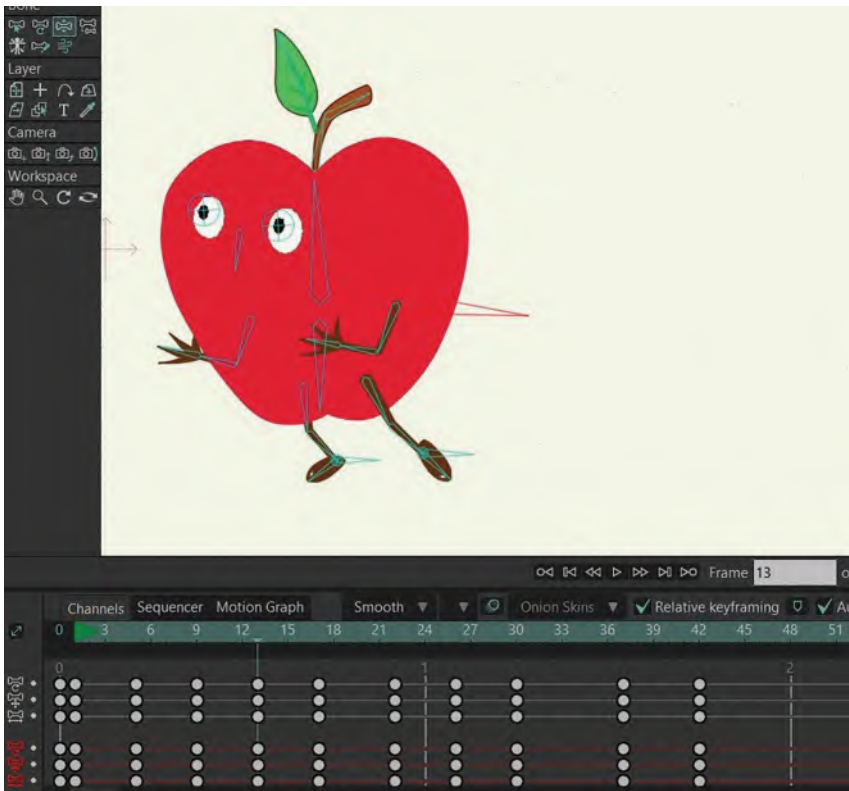 Bone
Layer
T
Camera
Workspace
Frame 13
Channels Sequencer Motion Graph Smooth Onion Skins Relative keyframing
0 3 6 9 12 15 18 21 24 27 30 33 36 39 42 45 48 51
0 1 2